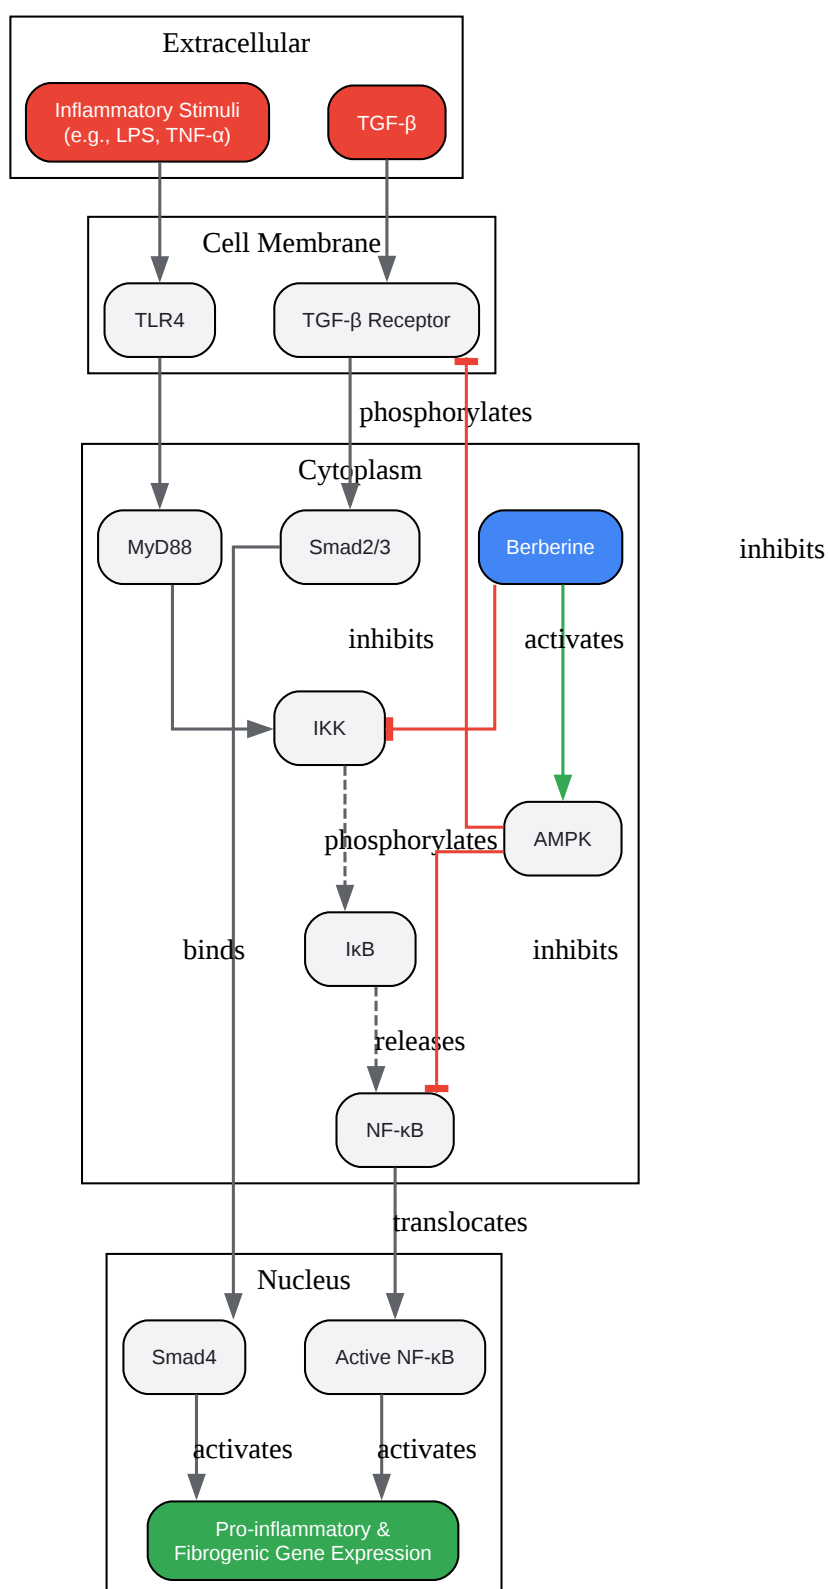 Extracellular
Inflammatory Stimuli
(e.g., LPS, TNF-α)
TGF-β
Cell Membrane
TLR4
TGF-β Receptor
phosphorylates
Cytoplasm
MyD88
Smad2/3
Berberine
inhibits
inhibits
activates
IKK
phosphorylates
AMPK
IκB
binds
inhibits
releases
NF-κB
translocates
Nucleus
Smad4
Active NF-κB
activates
activates
Pro-inflammatory &
Fibrogenic Gene Expression